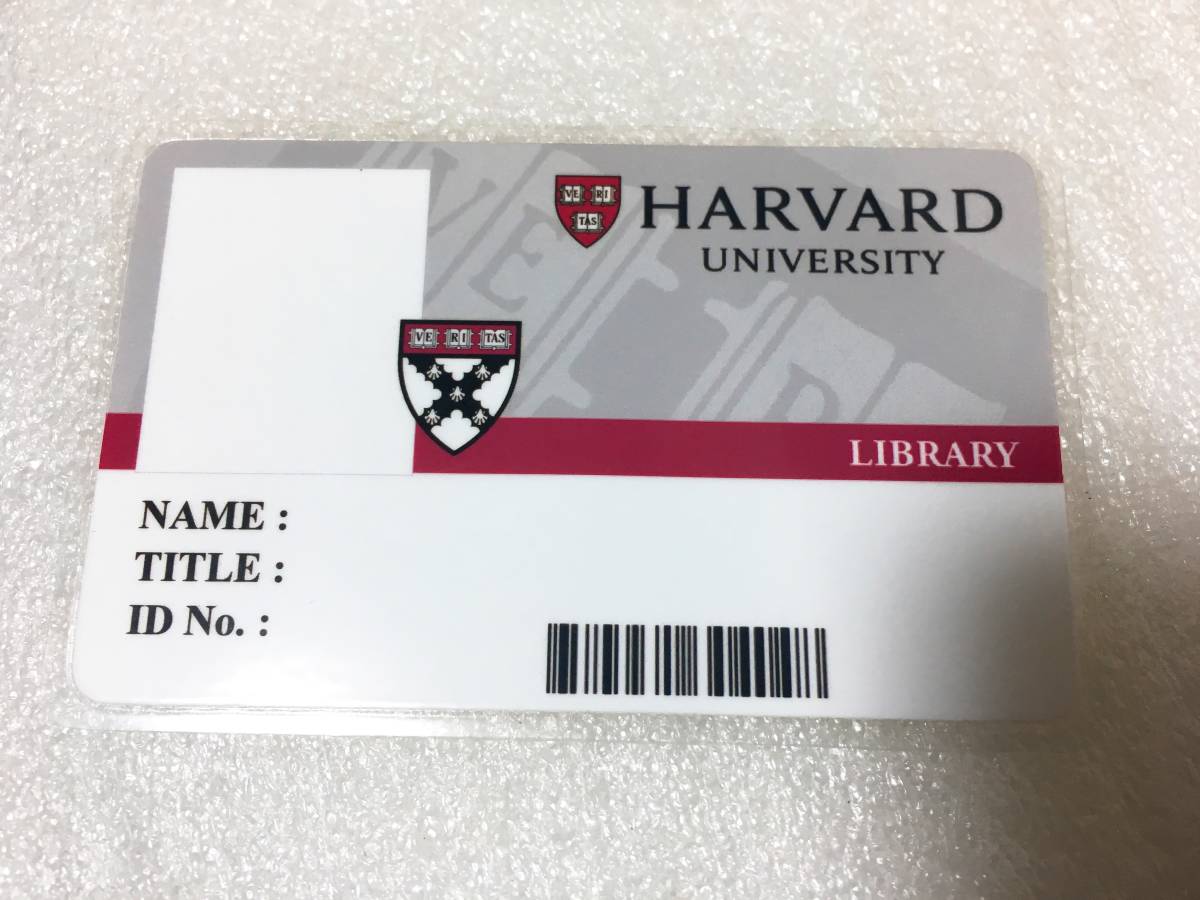 VE RI TAS
HARVARD
UNIVERSITY
VE RI TAS
LIBRARY
NAME :
TITLE :
ID No. :